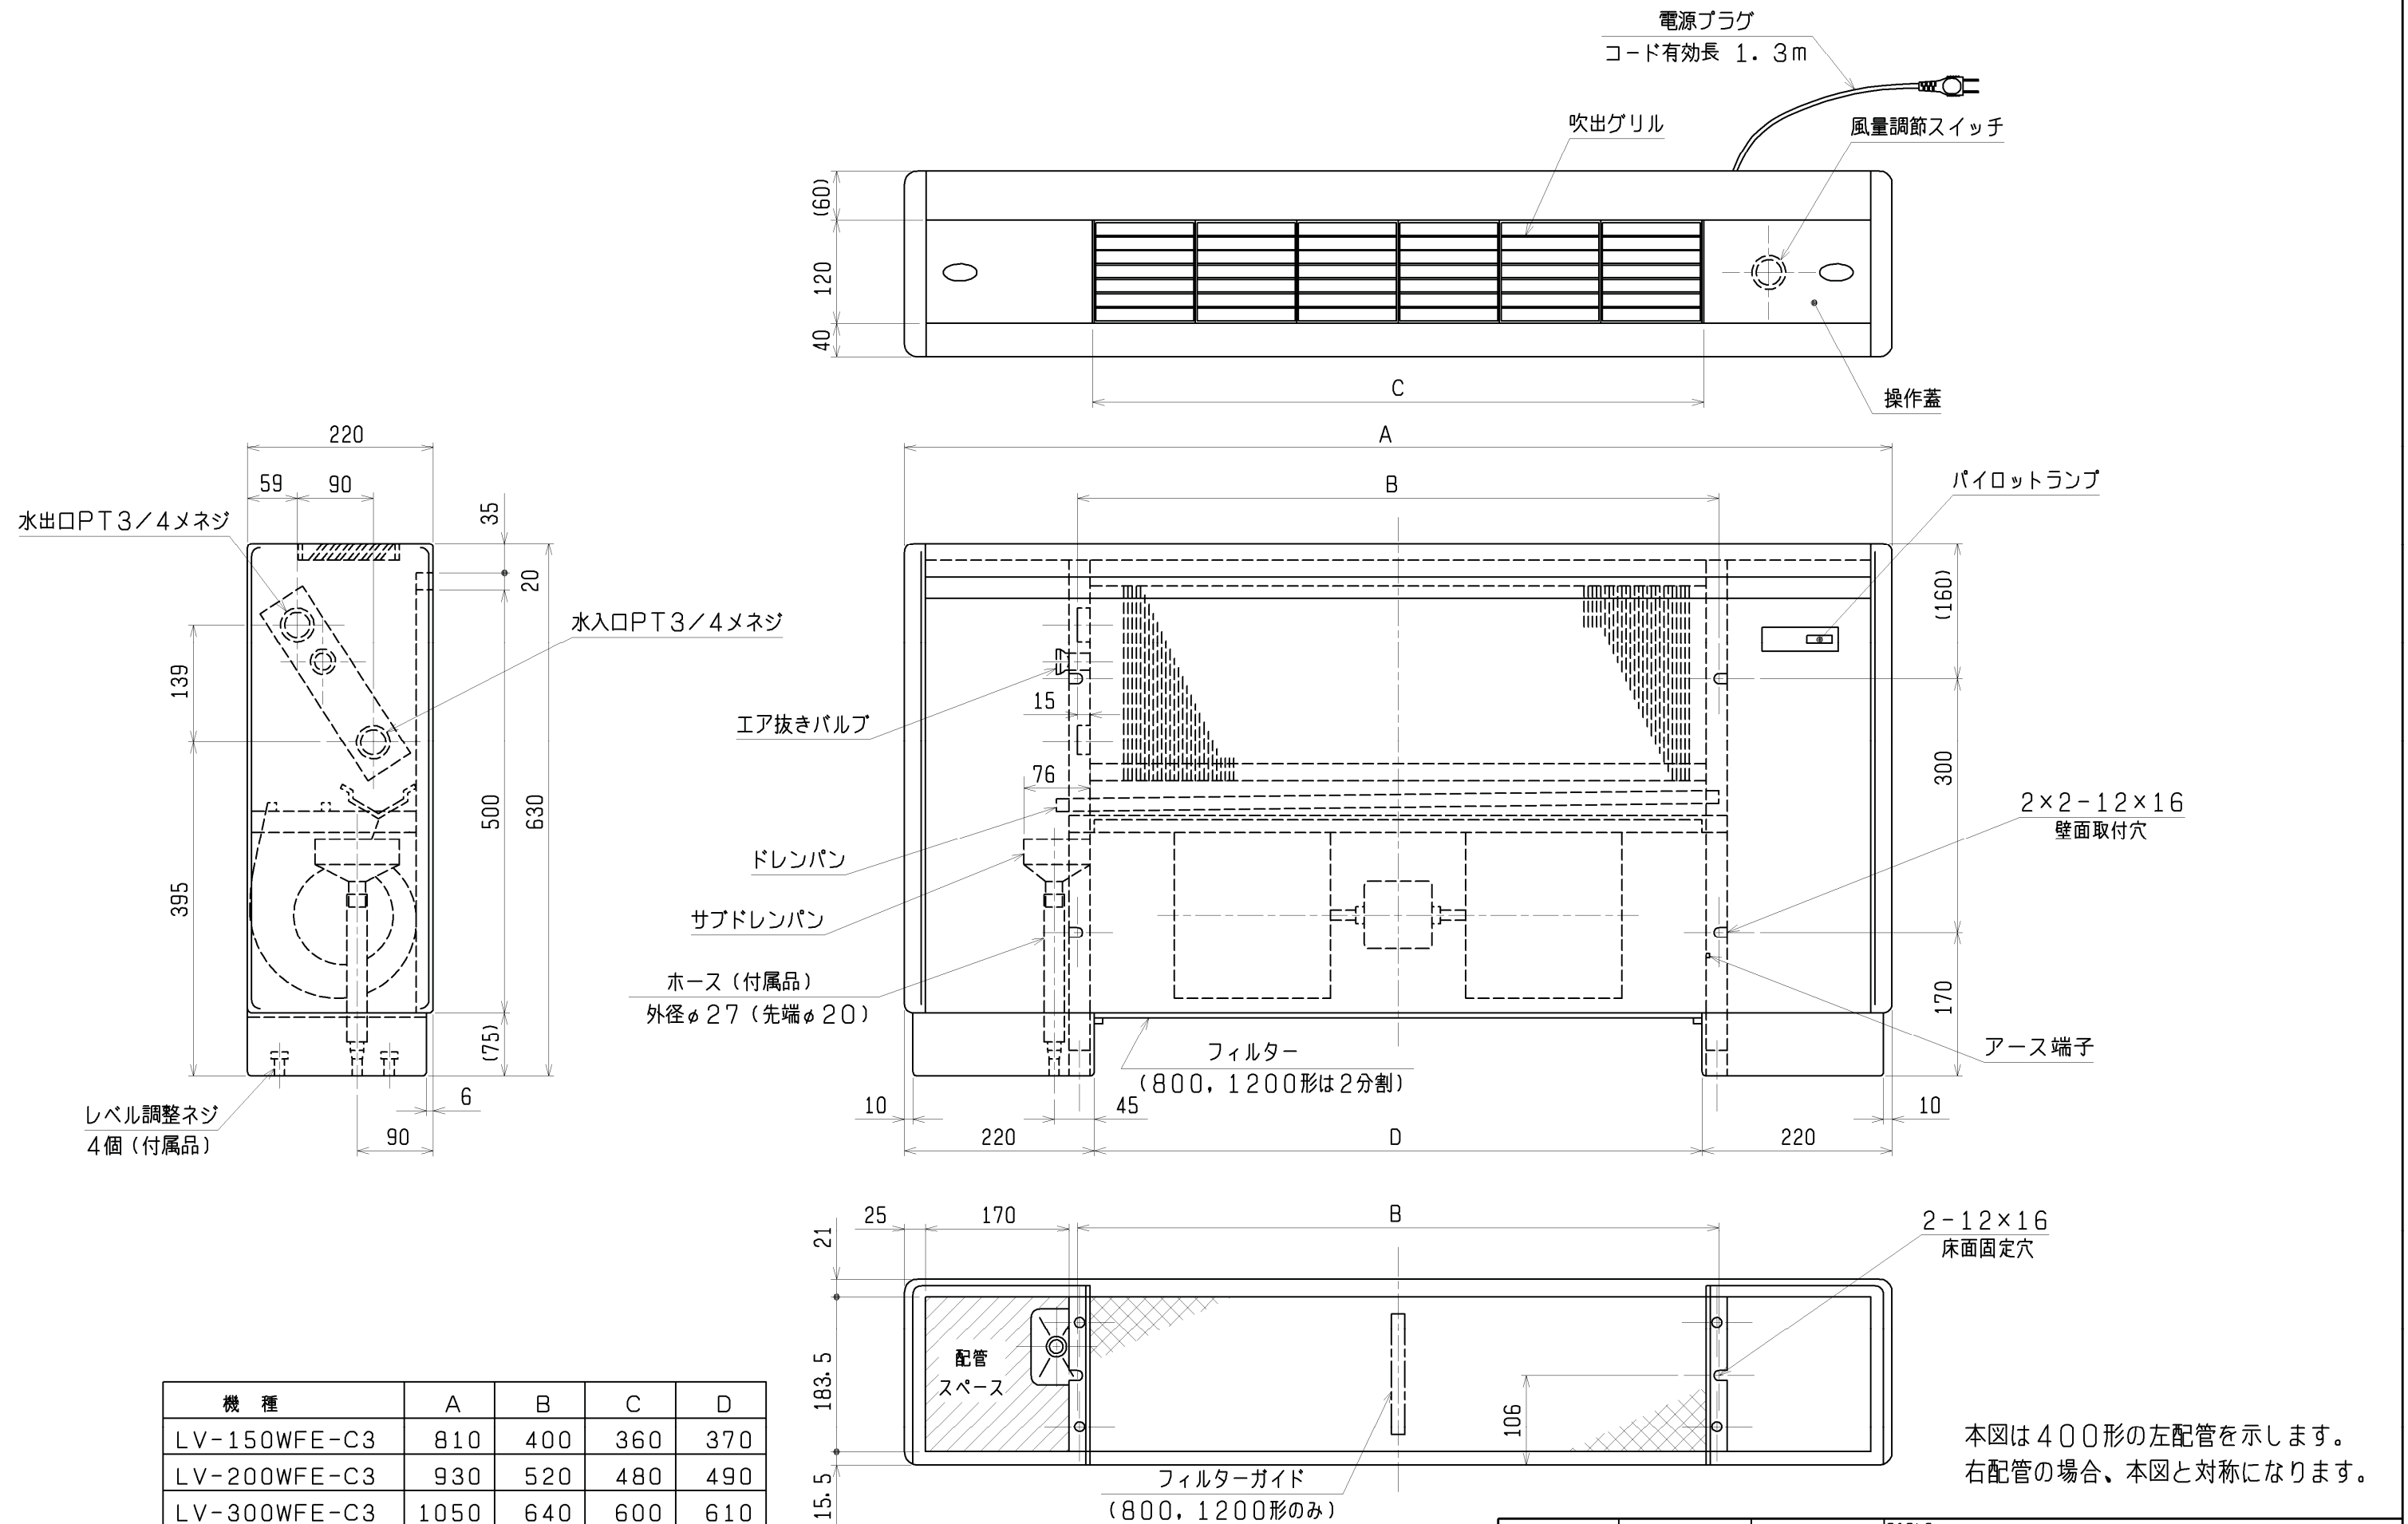 電源プラグ
コード有効長 1.3m
吹出グリル
風量調節スイッチ
(60)
120
40
C
操作蓋
A
B
パイロットランプ
220
59
90
35
20
水出口PT3/4メネジ
水入口PT3/4メネジ
139
395
500
630
(75)
6
90
レベル調整ネジ
4個(付属品)
エア抜きバルブ
15
76
ドレンパン
サブドレンパン
ホース(付属品)
外径φ27(先端φ20)
(160)
300
170
2×2-12×16
壁面取付穴
アース端子
フィルター
(800,1200形は2分割)
10
45
10
220
D
220
25
170
B
21
183.5
15.5
配管
スペース
106
2-12×16
床面固定穴
フィルターガイド
(800,1200形のみ)
機種 A B C D
LV-150WFE-C3 810 400 360 370
LV-200WFE-C3 930 520 480 490
LV-300WFE-C3 1050 640 600 610
本図は400形の左配管を示します。
右配管の場合、本図と対称になります。